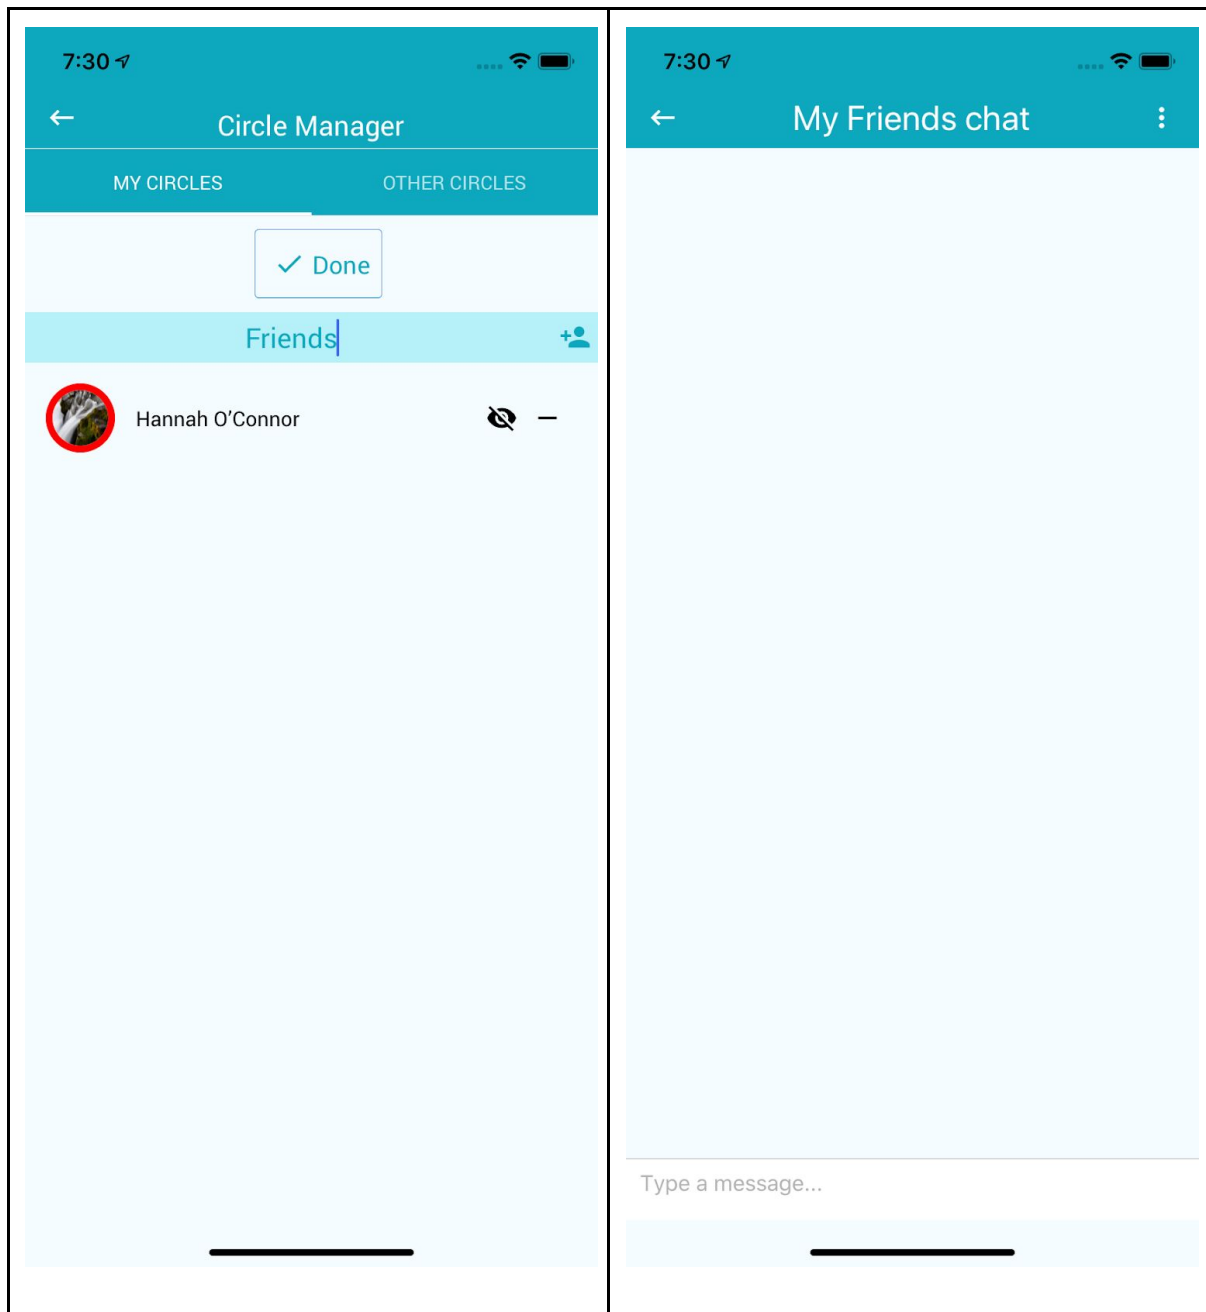 7:30
Circle Manager
MY CIRCLES OTHER CIRCLES
Done
Friends
Hannah O’Connor
7:30
My Friends chat
Type a message...